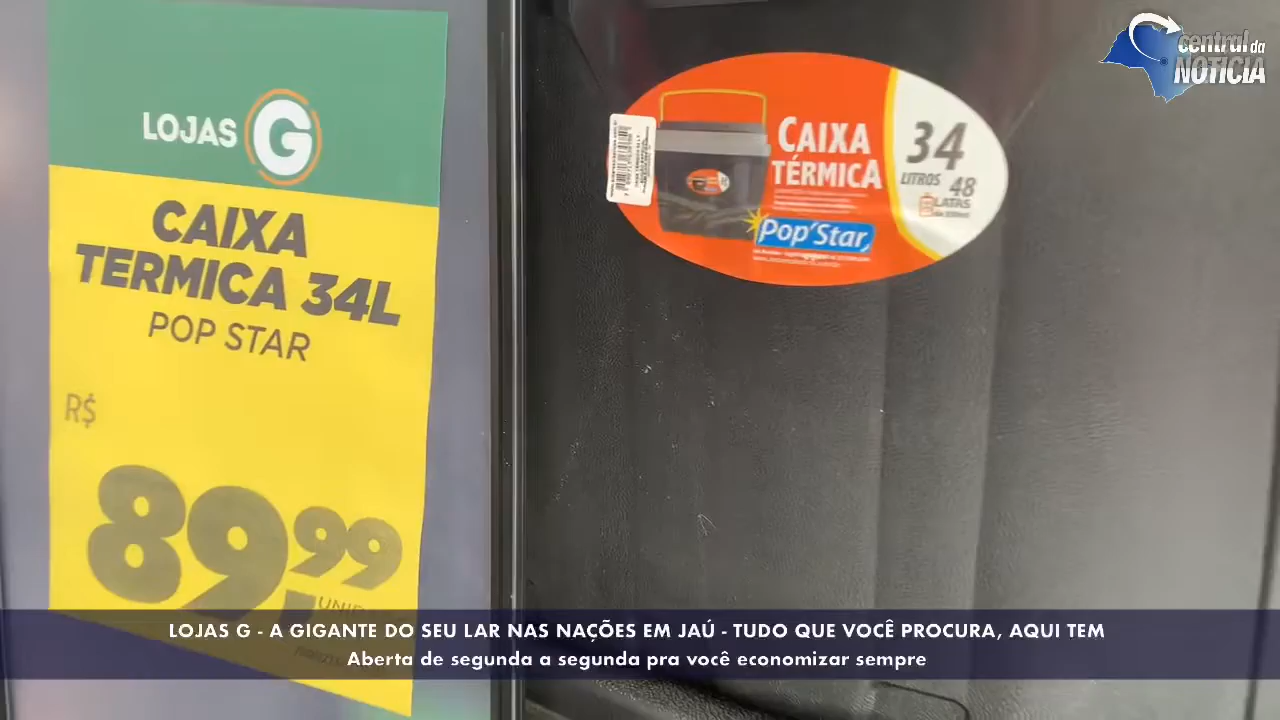 LOJAS G
CAIXA
TERMICA 34L
POP STAR
R$
89,99
CAIXA
TÉRMICA
Pop'Star
34
LITROS 48
LATAS
central da
NOTÍCIA
LOJAS G - A GIGANTE DO SEU LAR NAS NAÇÕES EM JAÚ - TUDO QUE VOCÊ PROCURA, AQUI TEM
Aberta de segunda a segunda pra você economizar sempre